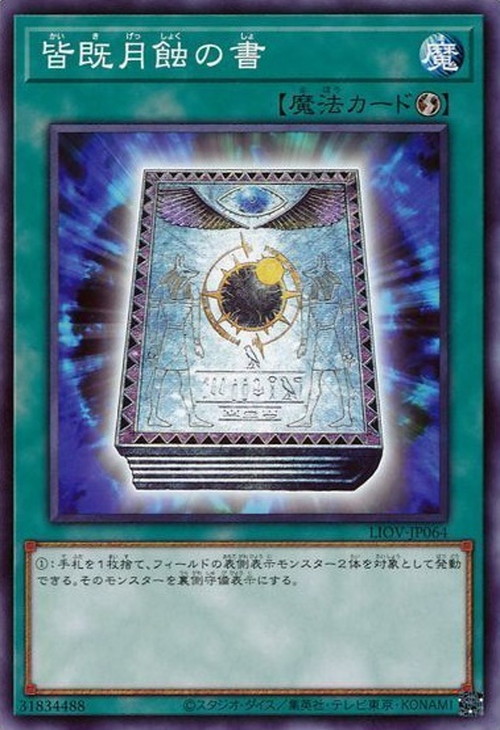 皆既月蝕の書
魔
【魔法カード】
LIOV-JP064
①:手札を1枚捨て、フィールドの表側表示モンスター2体を対象として発動
できる。そのモンスターを裏側守備表示にする。
31834488
©スタジオ・ダイス/集英社・テレビ東京・KONAMI